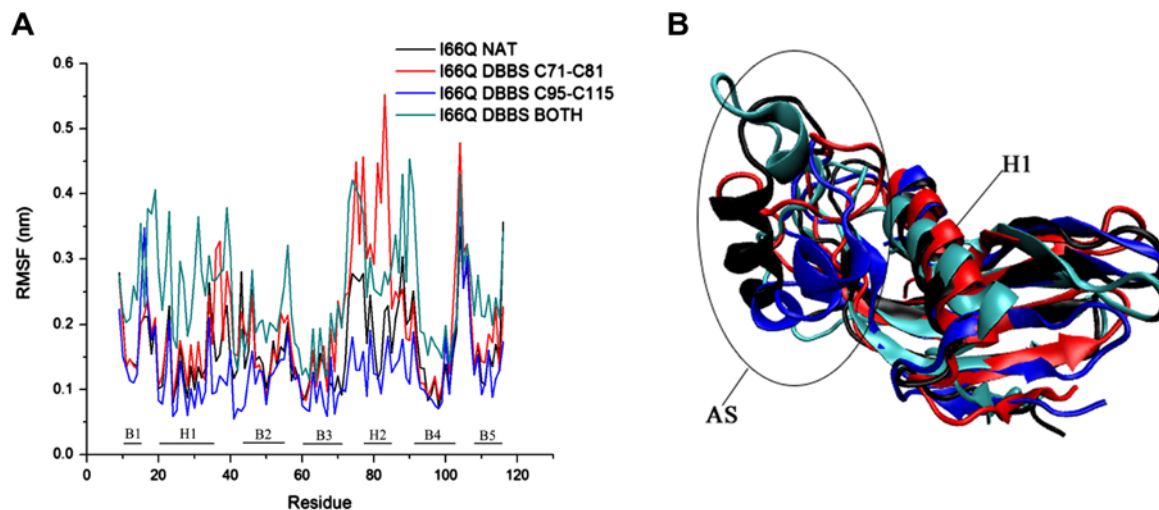 A
B
I66Q NAT
I66Q DBBS C71-C81
I66Q DBBS C95-C115
I66Q DBBS BOTH
0.6
0.5
0.4
0.3
0.2
0.1
0.0
RMSF (nm)
B1 H1 B2 B3 H2 B4 B5
0 20 40 60 80 100 120
Residue
H1
AS